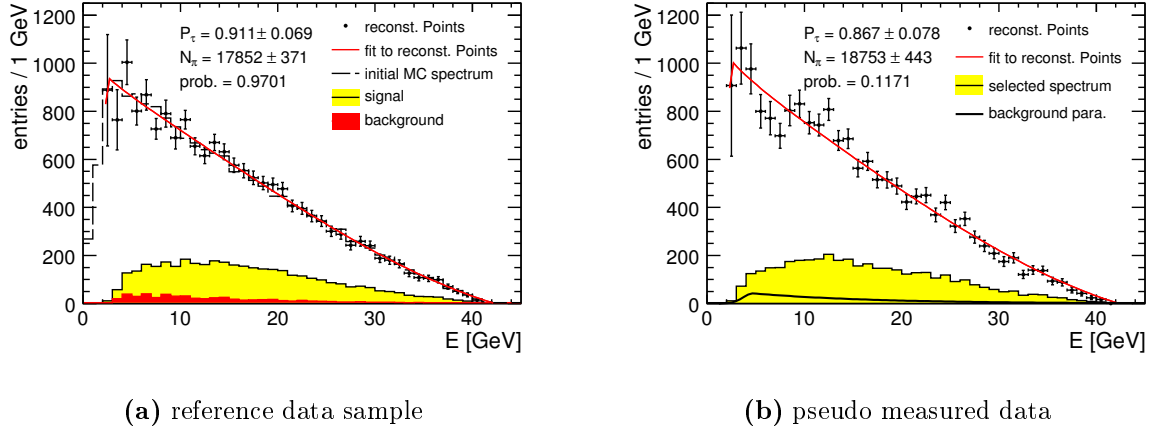 entries / 1 GeV
1200
1000
800
600
400
200
0
0 10 20 30 40
E [GeV]
P_τ = 0.911± 0.069
N_π = 17852 ± 371
prob. = 0.9701
reconst. Points
fit to reconst. Points
initial MC spectrum
signal
background
(a) reference data sample
entries / 1 GeV
1200
1000
800
600
400
200
0
0 10 20 30 40
E [GeV]
P_τ = 0.867 ± 0.078
N_π = 18753 ± 443
prob. = 0.1171
reconst. Points
fit to reconst. Points
selected spectrum
background para.
(b) pseudo measured data